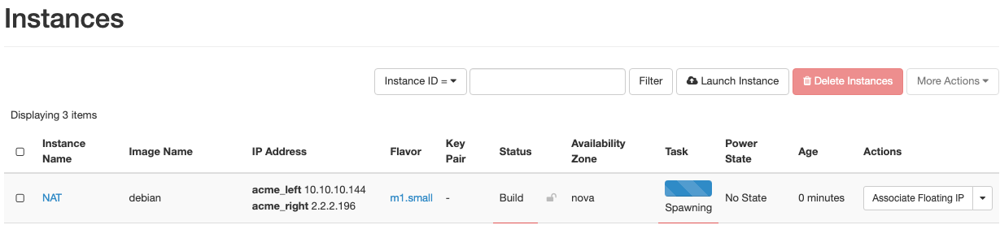 Instances
Instance ID = Filter Launch Instance Delete Instances More Actions
Displaying 3 items
Instance Name Image Name IP Address Flavor Key Pair Status Availability Zone Task Power State Age Actions
NAT debian acme_left 10.10.10.144 m1.small - Build nova No State 0 minutes Associate Floating IP
acme_right 2.2.2.196 Spawning